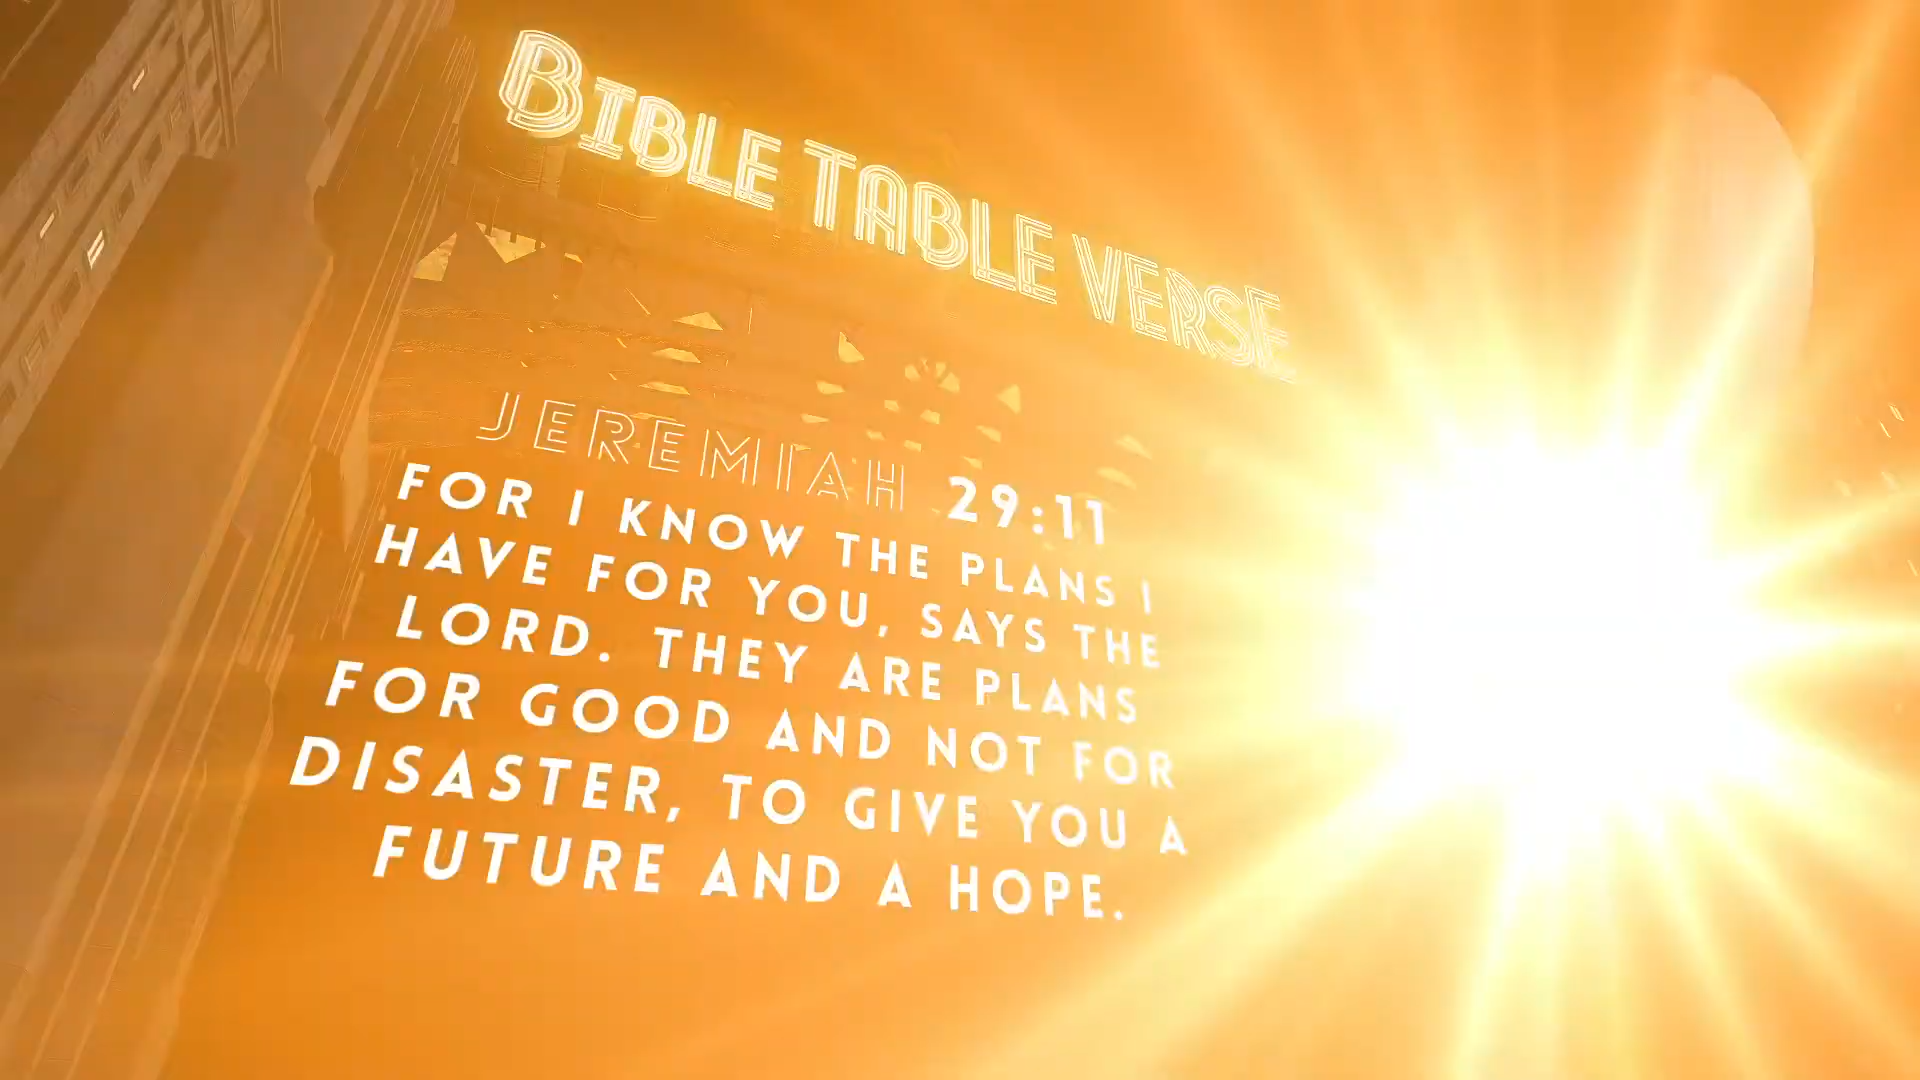 BIBLE TABLE VERSE
JEREMIAH 29:11
FOR I KNOW THE PLANS I
HAVE FOR YOU, SAYS THE
LORD. THEY ARE PLANS
FOR GOOD AND NOT FOR
DISASTER, TO GIVE YOU A
FUTURE AND A HOPE.